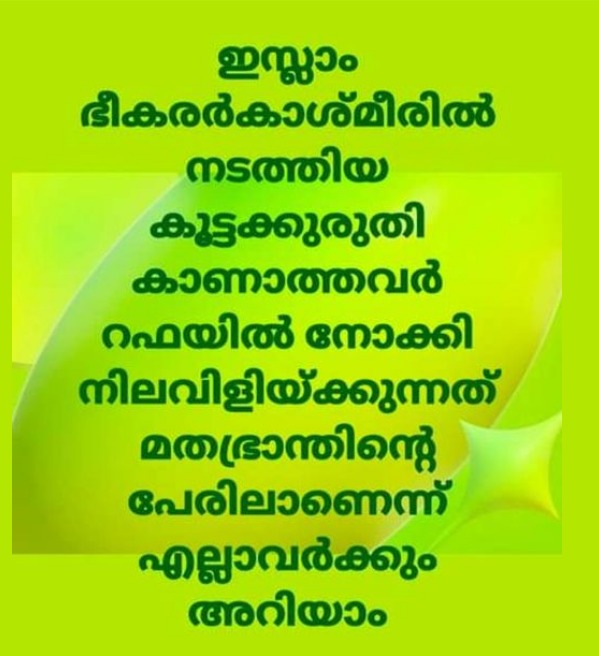 ഇസ്ലാം
ഭീകരർകാശ്മീരിൽ
നടത്തിയ
കൂട്ടക്കുരുതി
കാണാത്തവർ
റഫയിൽ നോക്കി
നിലവിളിയ്ക്കുന്നത്
മതഭ്രാന്തിന്റെ
പേരിലാണെന്ന്
എല്ലാവർക്കും
അറിയാം